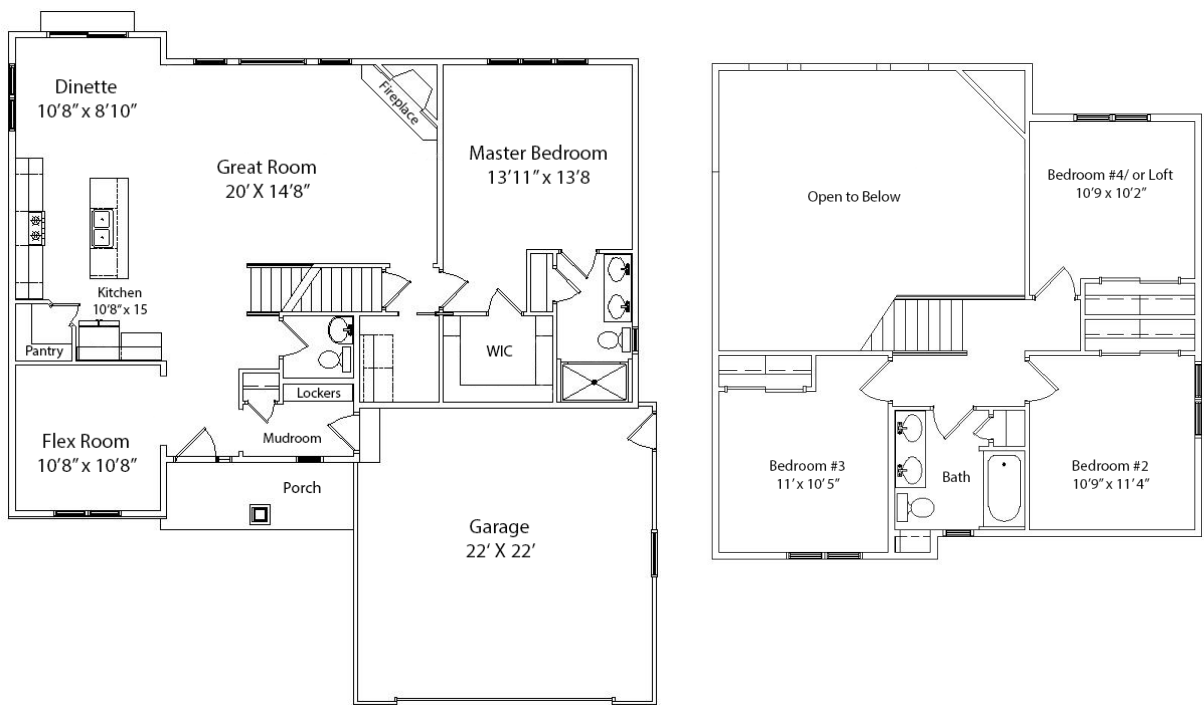 Dinette
10'8" x 8'10"
Fireplace
Great Room
20' X 14'8"
Master Bedroom
13'11" x 13'8
Kitchen
10'8" x 15
Pantry
WIC
Lockers
Mudroom
Flex Room
10'8" x 10'8"
Porch
Garage
22' X 22'
Open to Below
Bedroom #4/ or Loft
10'9 x 10'2"
Bedroom #3
11' x 10'5"
Bath
Bedroom #2
10'9" x 11'4"